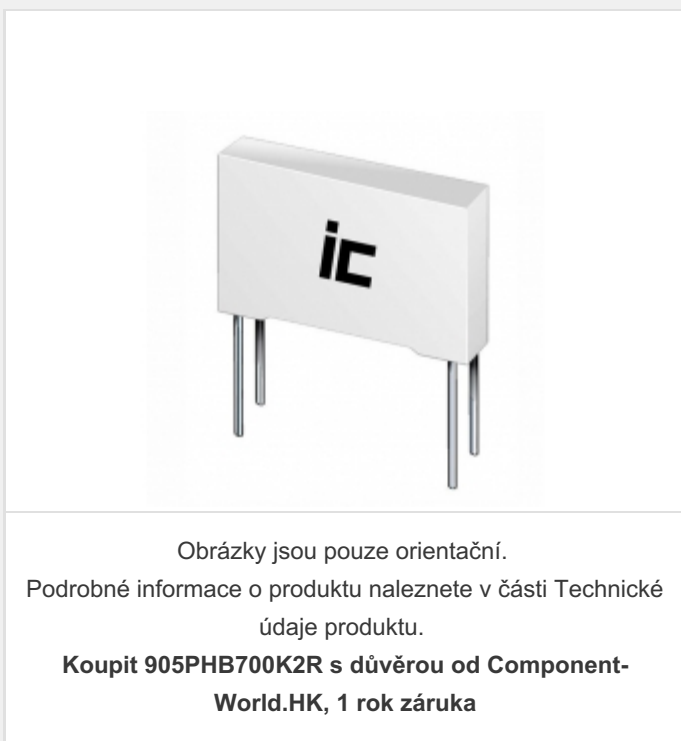 ic
Obrázky jsou pouze orientační.
Podrobné informace o produktu naleznete v části Technické
údaje produktu.
Koupit 905PHB700K2R s důvěrou od Component-
World.HK, 1 rok záruka